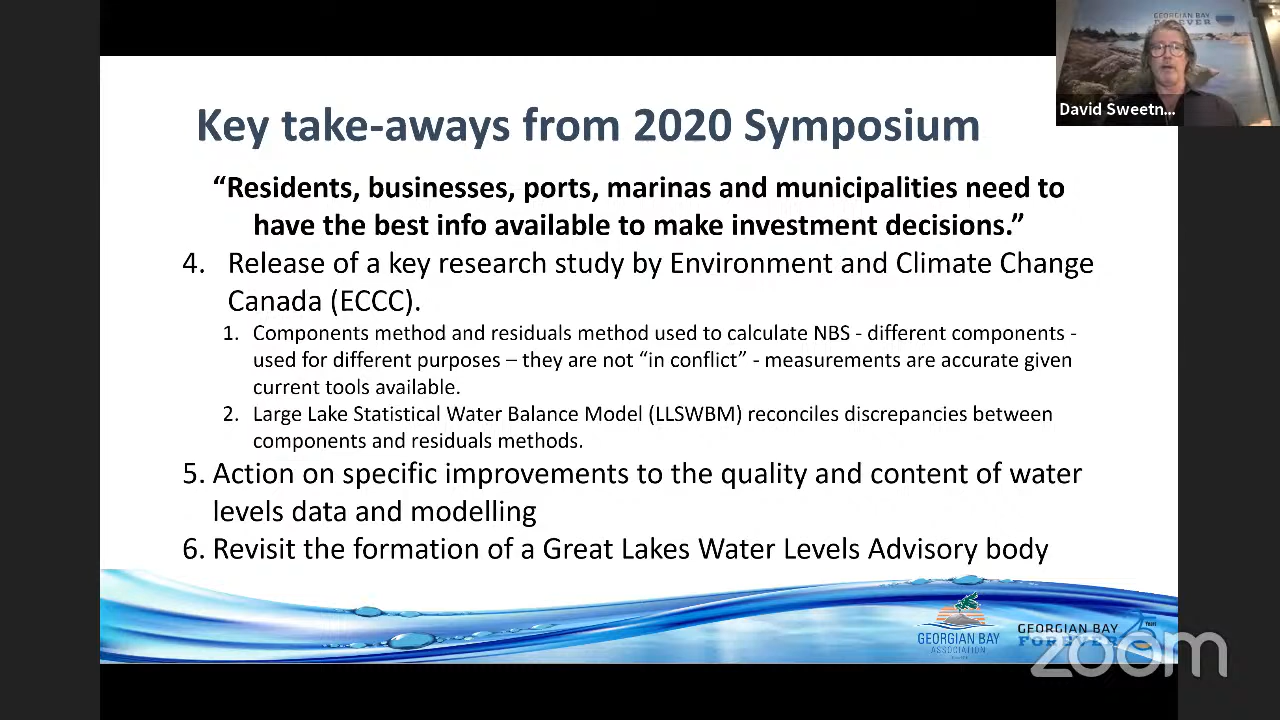 GEORGIAN BAY
FOREVER
David Sweetn...
Key take-aways from 2020 Symposium
“Residents, businesses, ports, marinas and municipalities need to
have the best info available to make investment decisions.”
4. Release of a key research study by Environment and Climate Change
Canada (ECCC).
1. Components method and residuals method used to calculate NBS - different components -
used for different purposes – they are not “in conflict” - measurements are accurate given
current tools available.
2. Large Lake Statistical Water Balance Model (LLSWBM) reconciles discrepancies between
components and residuals methods.
5. Action on specific improvements to the quality and content of water
levels data and modelling
6. Revisit the formation of a Great Lakes Water Levels Advisory body
GEORGIAN BAY
ASSOCIATION
GEORGIAN BAY
FOREVER
Years
zoom